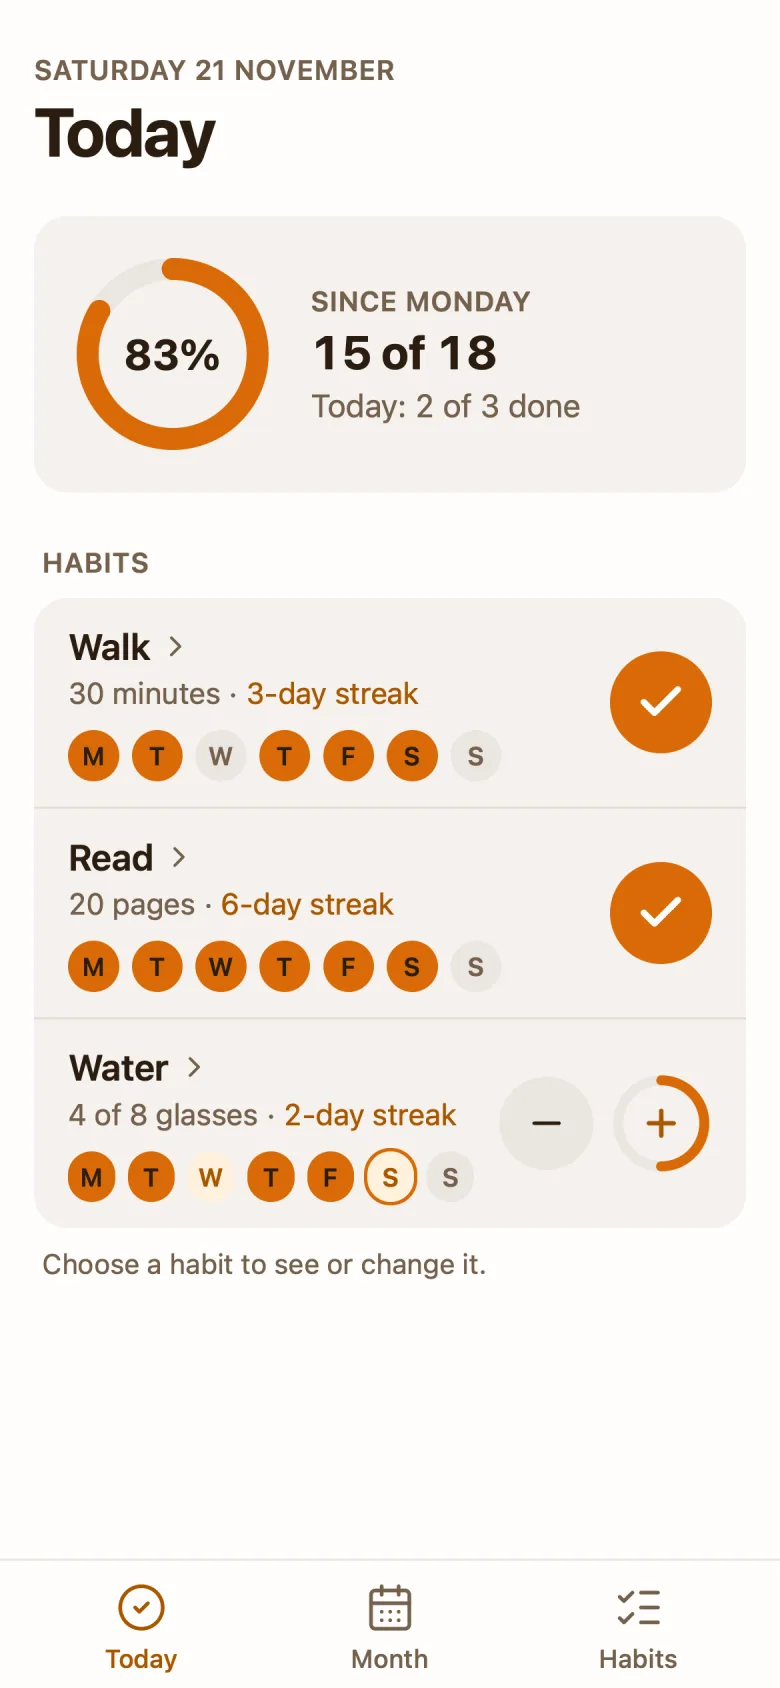 SATURDAY 21 NOVEMBER
Today
83%
SINCE MONDAY
15 of 18
Today: 2 of 3 done
HABITS
Walk
30 minutes · 3-day streak
M T W T F S S
Read
20 pages · 6-day streak
M T W T F S S
Water
4 of 8 glasses · 2-day streak
M T W T F S S
Choose a habit to see or change it.
Today Month Habits